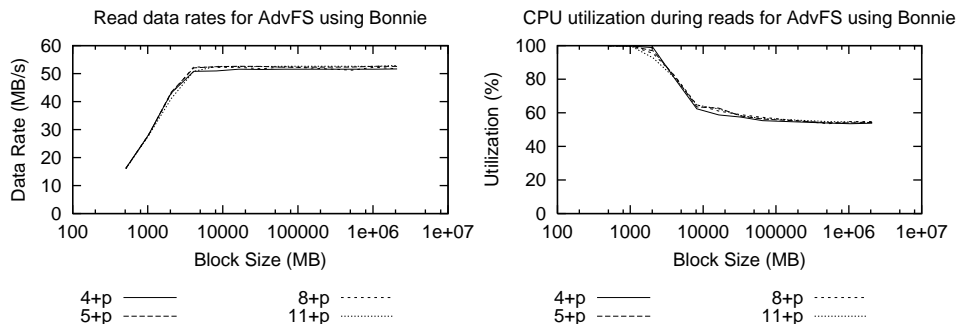 Read data rates for AdvFS using Bonnie
60
50
40
30
20
10
0
Data Rate (MB/s)
100
1000
10000
100000
1e+06
1e+07
Block Size (MB)
4+p
5+p
8+p
11+p
CPU utilization during reads for AdvFS using Bonnie
100
80
60
40
20
0
Utilization (%)
100
1000
10000
100000
1e+06
1e+07
Block Size (MB)
4+p
5+p
8+p
11+p